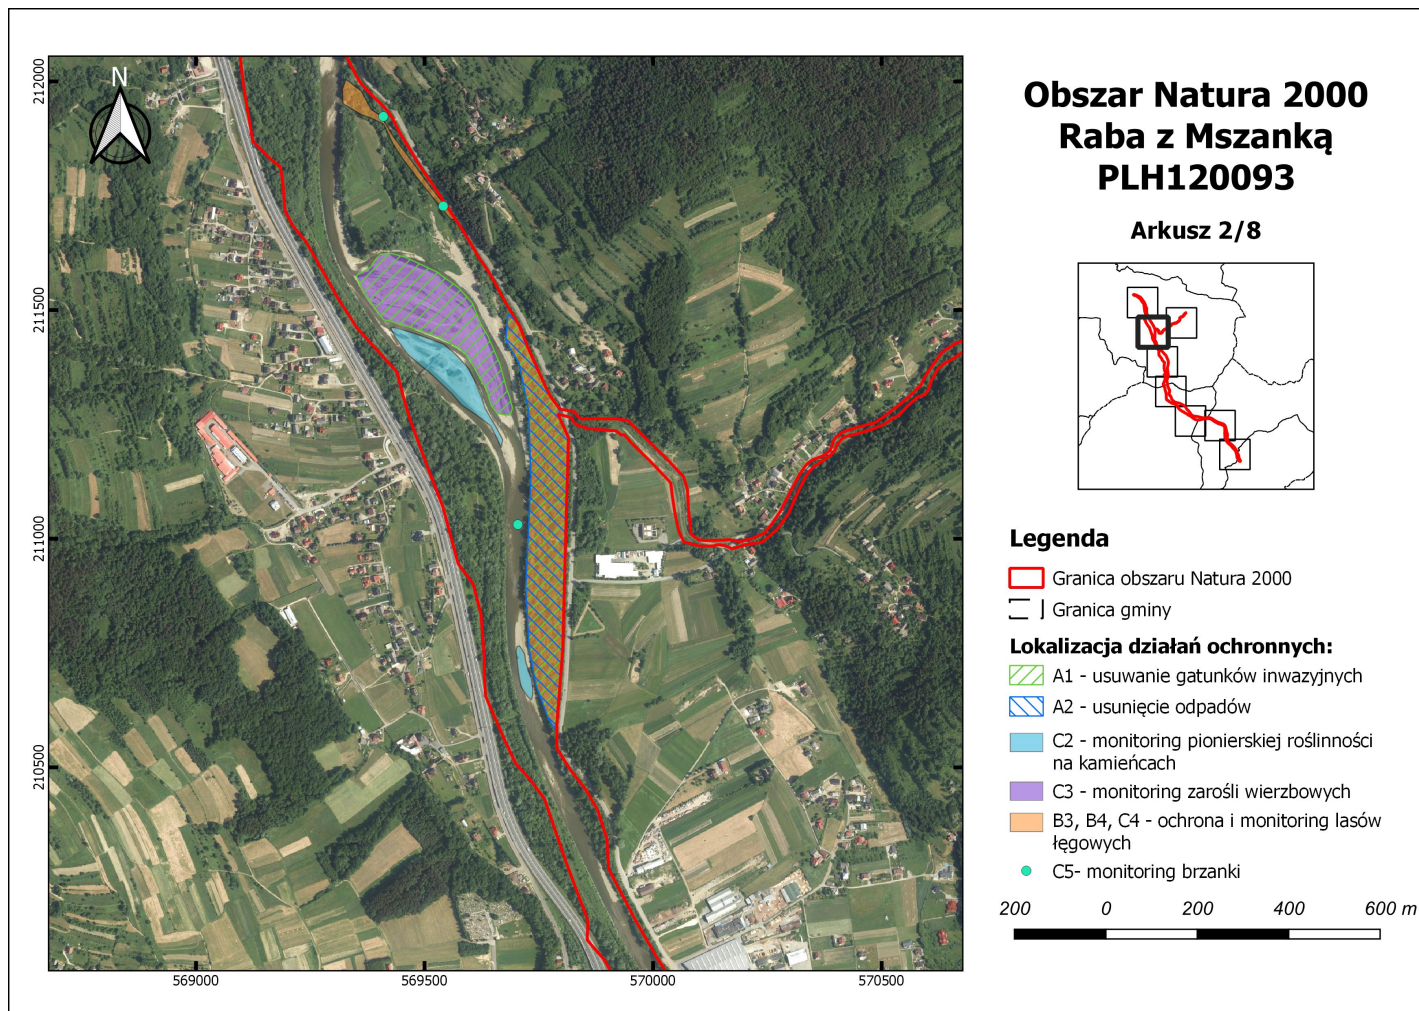 Obszar Natura 2000
Raba z Mszanką
PLH120093
Arkusz 2/8
N
212000
211500
211000
210500
569000
569500
570000
570500
Legenda
Granica obszaru Natura 2000
Granica gminy
Lokalizacja działań ochronnych:
A1 - usuwanie gatunków inwazyjnych
A2 - usunięcie odpadów
C2 - monitoring pionierskiej roślinności
na kamieńcach
C3 - monitoring zarośli wierzbowych
B3, B4, C4 - ochrona i monitoring lasów
łęgowych
C5- monitoring brzanki
200 0 200 400 600 m